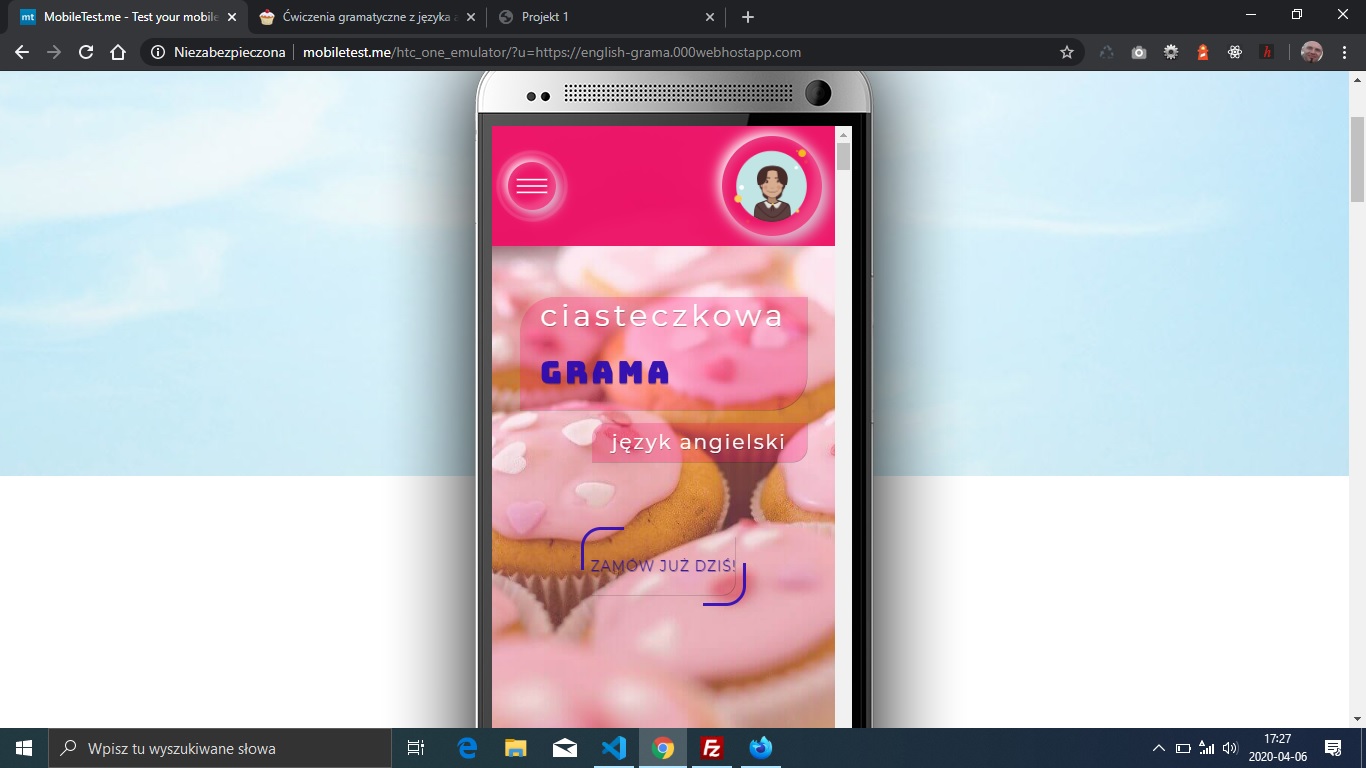 MobileTest.me - Test your mobile
Ćwiczenia gramatyczne z języka a
Projekt 1
Niezabezpieczona
mobiletest.me/htc_one_emulator/?u=https://english-grama.000webhostapp.com
ciasteczkowa
GRAMA
język angielski
ZAMÓW JUŻ DZIŚ!
Wpisz tu wyszukiwane słowa
17:27
2020-04-06